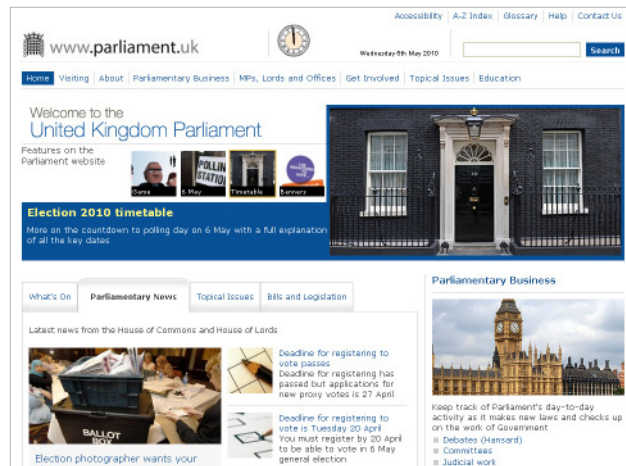 Accessibility | A-Z Index | Glossary | Help | Contact Us
www.parliament.uk
Wednesday 5th May 2010
Search
Home | Visiting | About | Parliamentary Business | MPs, Lords and Offices | Get Involved | Topical Issues | Education
Welcome to the
United Kingdom Parliament
Features on the
Parliament website
Game
6 May
Timetable
Banners
POLLING
STATION
Election 2010 timetable
More on the countdown to polling day on 6 May with a full explanation
of all the key dates
What's On
Parliamentary News
Topical Issues
Bills and Legislation
Latest news from the House of Commons and House of Lords
BALLOT
BOX
Election photographer wants your
Deadline for registering to
vote passes
Deadline for registering has
passed but applications for
new proxy votes is 27 April
Deadline for registering to
vote is Tuesday 20 April
You must register by 20 April
to be able to vote in 6 May
general election
Parliamentary Business
Keep track of Parliament's day-to-day
activity as it makes new laws and checks up
on the work of Government
Debates (Hansard)
Committees
Judicial work